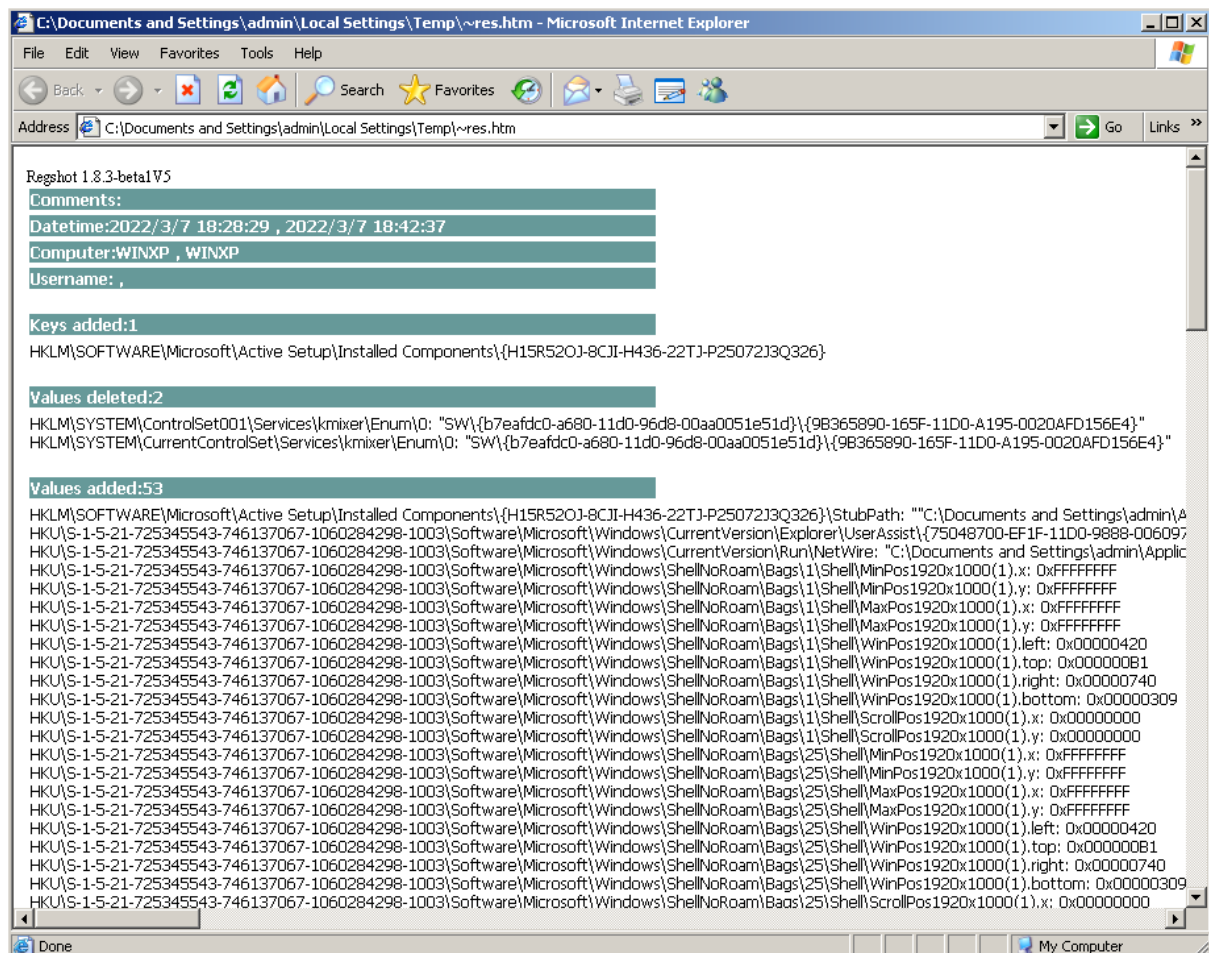 C:\Documents and Settings\admin\Local Settings\Temp\~res.htm - Microsoft Internet Explorer
File Edit View Favorites Tools Help
Back Search Favorites
Address C:\Documents and Settings\admin\Local Settings\Temp\~res.htm Go Links »
Regshot 1.8.3-beta1V5
Comments:
Datetime:2022/3/7 18:28:29 , 2022/3/7 18:42:37
Computer:WINXP , WINXP
Username: ,
Keys added:1
HKLM\SOFTWARE\Microsoft\Active Setup\Installed Components\{H15R52OJ-8CJI-H436-22TJ-P25072J3Q326}
Values deleted:2
HKLM\SYSTEM\ControlSet001\Services\kmixer\Enum\0: "SW\{b7eafdc0-a680-11d0-96d8-00aa0051e51d}\{9B365890-165F-11D0-A195-0020AFD156E4}"
HKLM\SYSTEM\CurrentControlSet\Services\kmixer\Enum\0: "SW\{b7eafdc0-a680-11d0-96d8-00aa0051e51d}\{9B365890-165F-11D0-A195-0020AFD156E4}"
Values added:53
HKLM\SOFTWARE\Microsoft\Active Setup\Installed Components\{H15R52OJ-8CJI-H436-22TJ-P25072J3Q326}\StubPath: ""C:\Documents and Settings\admin\A
HKU\S-1-5-21-725345543-746137067-1060284298-1003\Software\Microsoft\Windows\CurrentVersion\Explorer\UserAssist\{75048700-EF1F-11D0-9888-006097
HKU\S-1-5-21-725345543-746137067-1060284298-1003\Software\Microsoft\Windows\CurrentVersion\Run\NetWire: "C:\Documents and Settings\admin\Applic
HKU\S-1-5-21-725345543-746137067-1060284298-1003\Software\Microsoft\Windows\ShellNoRoam\Bags\1\Shell\MinPos1920x1000(1).x: 0xFFFFFFFF
HKU\S-1-5-21-725345543-746137067-1060284298-1003\Software\Microsoft\Windows\ShellNoRoam\Bags\1\Shell\MinPos1920x1000(1).y: 0xFFFFFFFF
HKU\S-1-5-21-725345543-746137067-1060284298-1003\Software\Microsoft\Windows\ShellNoRoam\Bags\1\Shell\MaxPos1920x1000(1).x: 0xFFFFFFFF
HKU\S-1-5-21-725345543-746137067-1060284298-1003\Software\Microsoft\Windows\ShellNoRoam\Bags\1\Shell\MaxPos1920x1000(1).y: 0xFFFFFFFF
HKU\S-1-5-21-725345543-746137067-1060284298-1003\Software\Microsoft\Windows\ShellNoRoam\Bags\1\Shell\WinPos1920x1000(1).left: 0x00000420
HKU\S-1-5-21-725345543-746137067-1060284298-1003\Software\Microsoft\Windows\ShellNoRoam\Bags\1\Shell\WinPos1920x1000(1).top: 0x000000B1
HKU\S-1-5-21-725345543-746137067-1060284298-1003\Software\Microsoft\Windows\ShellNoRoam\Bags\1\Shell\WinPos1920x1000(1).right: 0x00000740
HKU\S-1-5-21-725345543-746137067-1060284298-1003\Software\Microsoft\Windows\ShellNoRoam\Bags\1\Shell\WinPos1920x1000(1).bottom: 0x00000309
HKU\S-1-5-21-725345543-746137067-1060284298-1003\Software\Microsoft\Windows\ShellNoRoam\Bags\1\Shell\ScrollPos1920x1000(1).x: 0x00000000
HKU\S-1-5-21-725345543-746137067-1060284298-1003\Software\Microsoft\Windows\ShellNoRoam\Bags\1\Shell\ScrollPos1920x1000(1).y: 0x00000000
HKU\S-1-5-21-725345543-746137067-1060284298-1003\Software\Microsoft\Windows\ShellNoRoam\Bags\25\Shell\MinPos1920x1000(1).x: 0xFFFFFFFF
HKU\S-1-5-21-725345543-746137067-1060284298-1003\Software\Microsoft\Windows\ShellNoRoam\Bags\25\Shell\MinPos1920x1000(1).y: 0xFFFFFFFF
HKU\S-1-5-21-725345543-746137067-1060284298-1003\Software\Microsoft\Windows\ShellNoRoam\Bags\25\Shell\MaxPos1920x1000(1).x: 0xFFFFFFFF
HKU\S-1-5-21-725345543-746137067-1060284298-1003\Software\Microsoft\Windows\ShellNoRoam\Bags\25\Shell\MaxPos1920x1000(1).y: 0xFFFFFFFF
HKU\S-1-5-21-725345543-746137067-1060284298-1003\Software\Microsoft\Windows\ShellNoRoam\Bags\25\Shell\WinPos1920x1000(1).left: 0x00000420
HKU\S-1-5-21-725345543-746137067-1060284298-1003\Software\Microsoft\Windows\ShellNoRoam\Bags\25\Shell\WinPos1920x1000(1).top: 0x000000B1
HKU\S-1-5-21-725345543-746137067-1060284298-1003\Software\Microsoft\Windows\ShellNoRoam\Bags\25\Shell\WinPos1920x1000(1).right: 0x00000740
HKU\S-1-5-21-725345543-746137067-1060284298-1003\Software\Microsoft\Windows\ShellNoRoam\Bags\25\Shell\WinPos1920x1000(1).bottom: 0x00000309
HKU\S-1-5-21-725345543-746137067-1060284298-1003\Software\Microsoft\Windows\ShellNoRoam\Bags\25\Shell\ScrollPos1920x1000(1).x: 0x00000000
Done My Computer